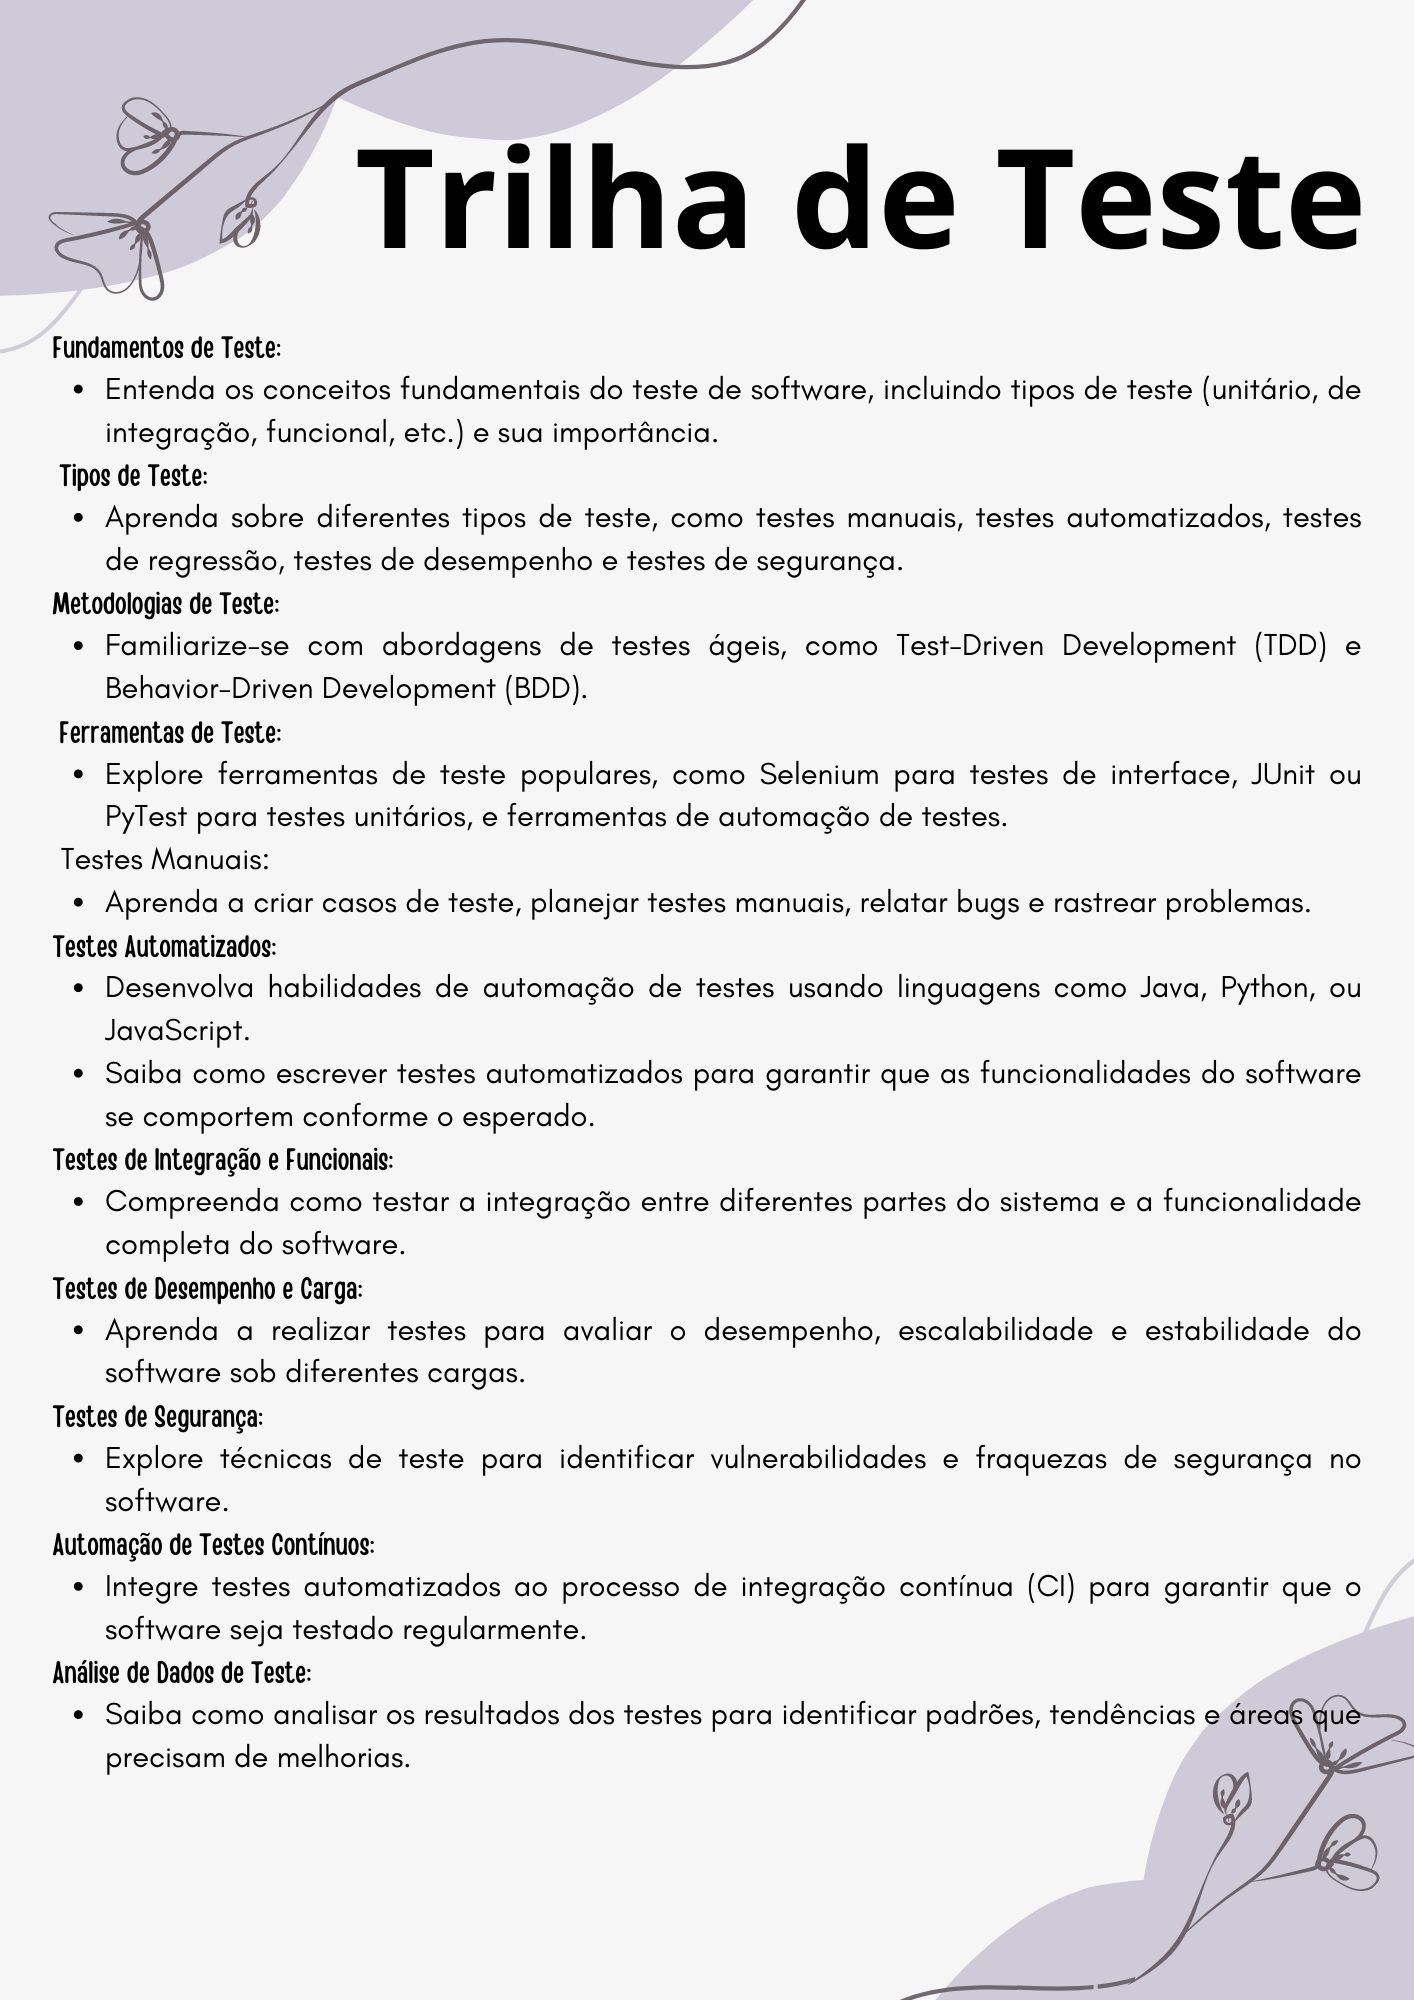 Trilha de Teste
Fundamentos de Teste:
• Entenda os conceitos fundamentais do teste de software, incluindo tipos de teste (unitário, de
integração, funcional, etc.) e sua importância.
Tipos de Teste:
• Aprenda sobre diferentes tipos de teste, como testes manuais, testes automatizados, testes
de regressão, testes de desempenho e testes de segurança.
Metodologias de Teste:
• Familiarize-se com abordagens de testes ágeis, como Test-Driven Development (TDD) e
Behavior-Driven Development (BDD).
Ferramentas de Teste:
• Explore ferramentas de teste populares, como Selenium para testes de interface, JUnit ou
PyTest para testes unitários, e ferramentas de automação de testes.
Testes Manuais:
• Aprenda a criar casos de teste, planejar testes manuais, relatar bugs e rastrear problemas.
Testes Automatizados:
• Desenvolva habilidades de automação de testes usando linguagens como Java, Python, ou
JavaScript.
• Saiba como escrever testes automatizados para garantir que as funcionalidades do software
se comportem conforme o esperado.
Testes de Integração e Funcionais:
• Compreenda como testar a integração entre diferentes partes do sistema e a funcionalidade
completa do software.
Testes de Desempenho e Carga:
• Aprenda a realizar testes para avaliar o desempenho, escalabilidade e estabilidade do
software sob diferentes cargas.
Testes de Segurança:
• Explore técnicas de teste para identificar vulnerabilidades e fraquezas de segurança no
software.
Automação de Testes Contínuos:
• Integre testes automatizados ao processo de integração contínua (CI) para garantir que o
software seja testado regularmente.
Análise de Dados de Teste:
• Saiba como analisar os resultados dos testes para identificar padrões, tendências e áreas que
precisam de melhorias.